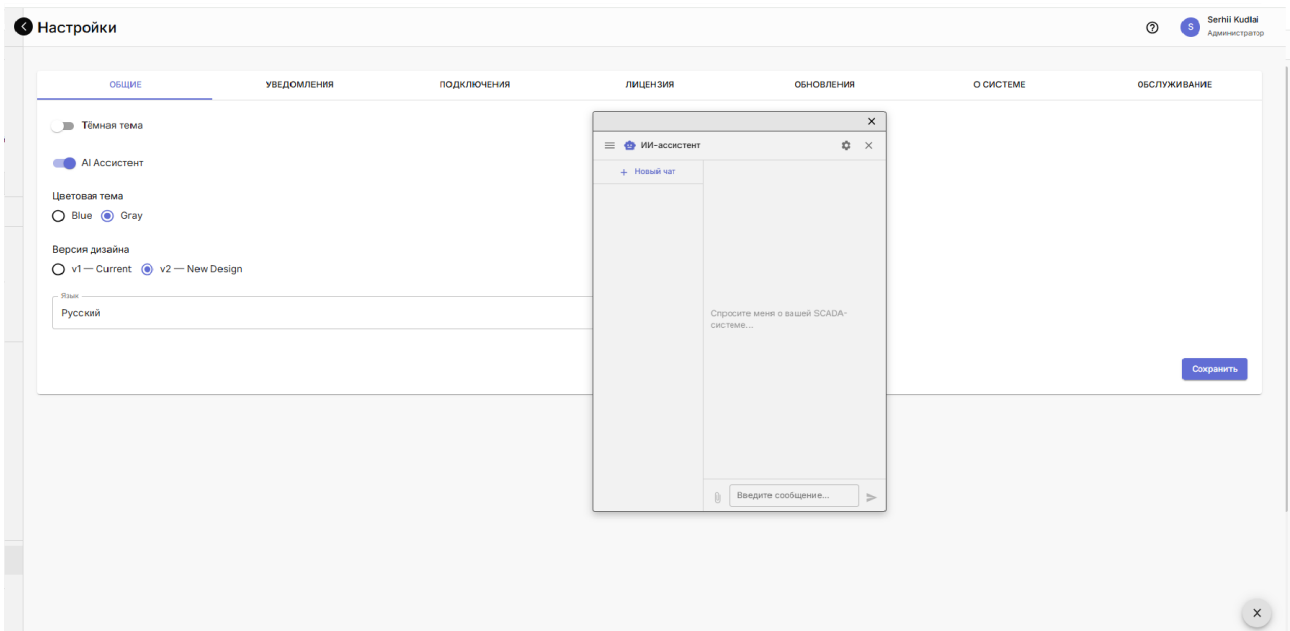 Настройки
S
Serhii Kudlai
Администратор
ОБЩИЕ
УВЕДОМЛЕНИЯ
ПОДКЛЮЧЕНИЯ
ЛИЦЕНЗИЯ
ОБНОВЛЕНИЯ
О СИСТЕМЕ
ОБСЛУЖИВАНИЕ
Тёмная тема
AI Ассистент
Цветовая тема
Blue Gray
Версия дизайна
v1 — Current v2 — New Design
Язык
Русский
Сохранить
ИИ-ассистент
+ Новый чат
Спросите меня о вашей SCADA-
системе...
Введите сообщение...